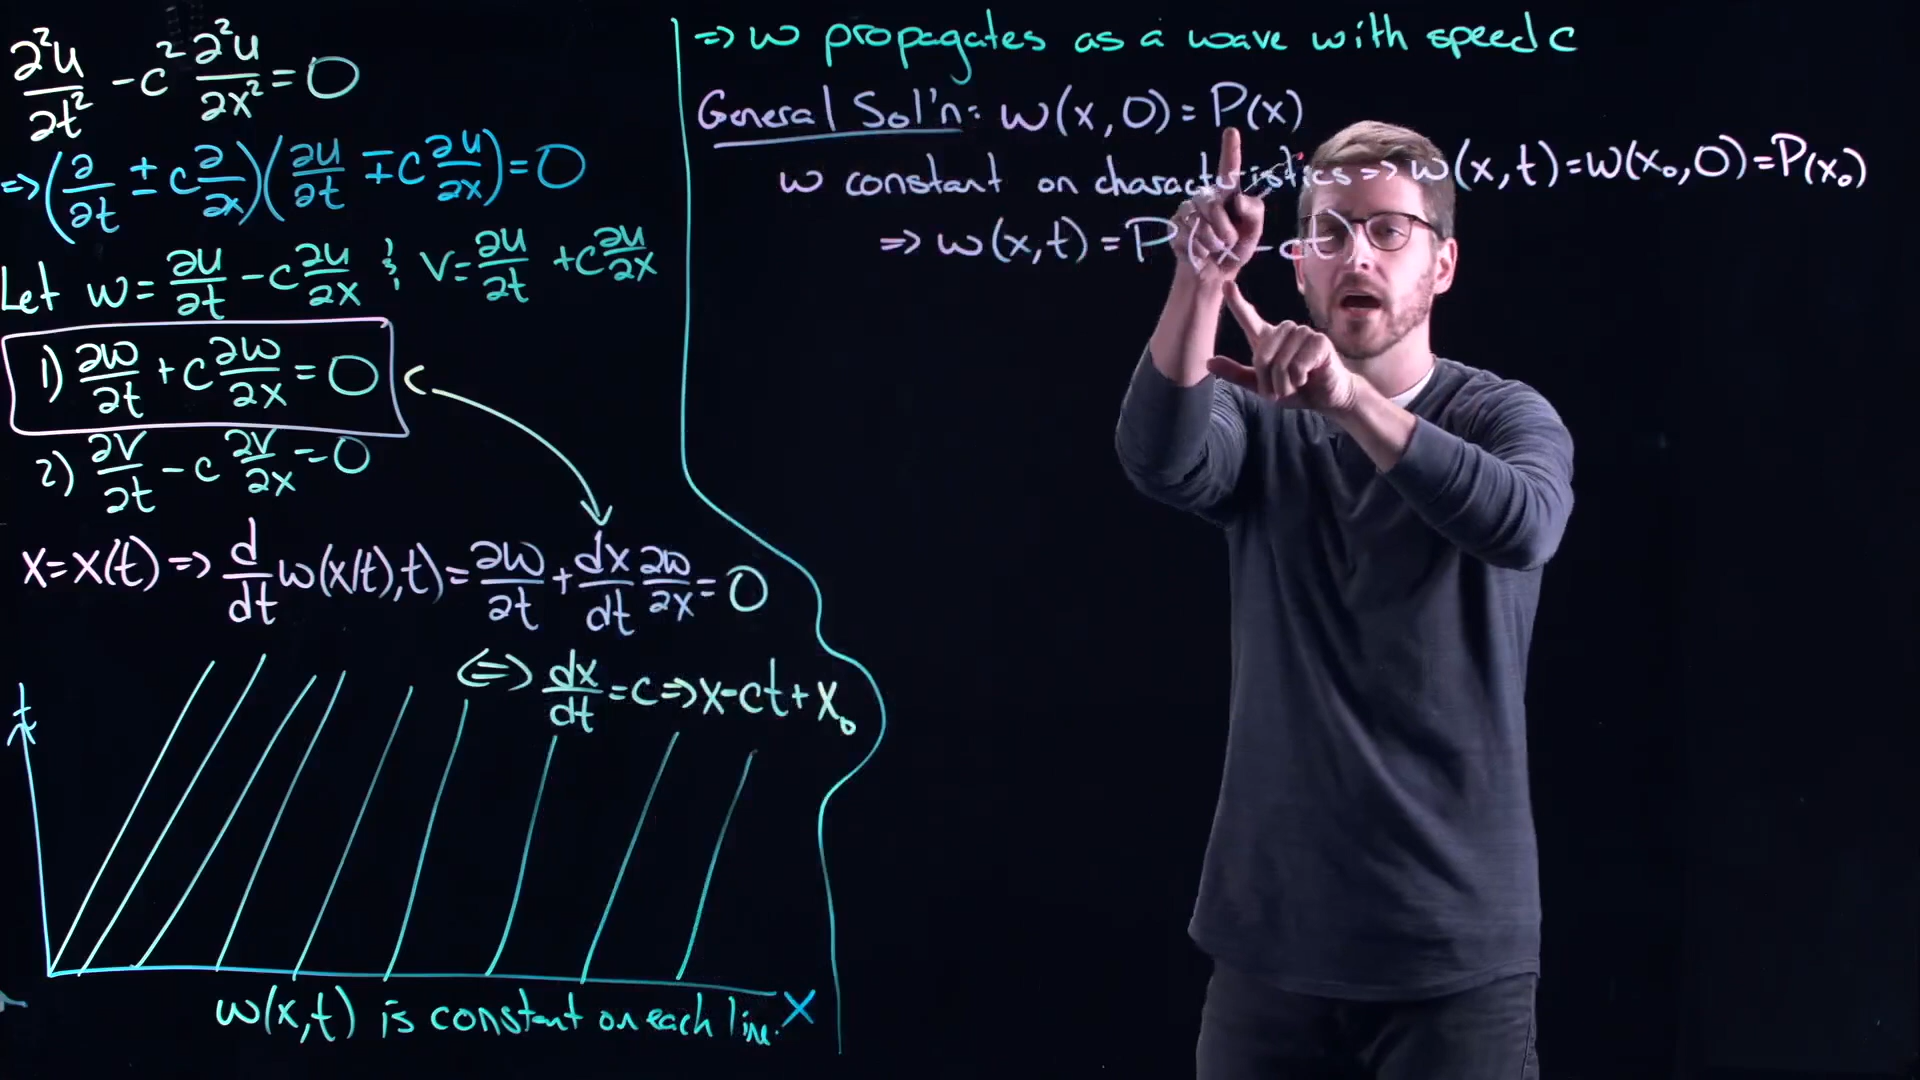 ∂²u/∂t² - c² ∂²u/∂x² = 0
=> (∂/∂t ± c ∂/∂x)(∂u/∂t ∓ c ∂u/∂x) = 0
Let w = ∂u/∂t - c ∂u/∂x & v = ∂u/∂t + c ∂u/∂x
1) ∂w/∂t + c ∂w/∂x = 0
2) ∂v/∂t - c ∂v/∂x = 0
x = x(t) => d/dt w(x(t), t) = ∂w/∂t + dx/dt ∂w/∂x = 0
<=> dx/dt = c => x - ct + x₀
t
x
w(x,t) is constant on each line.
=> w propagates as a wave with speed c
General Sol'n: w(x, 0) = P(x)
w constant on characteristics => w(x, t) = w(x₀, 0) = P(x₀)
=> w(x, t) = P(x - ct)